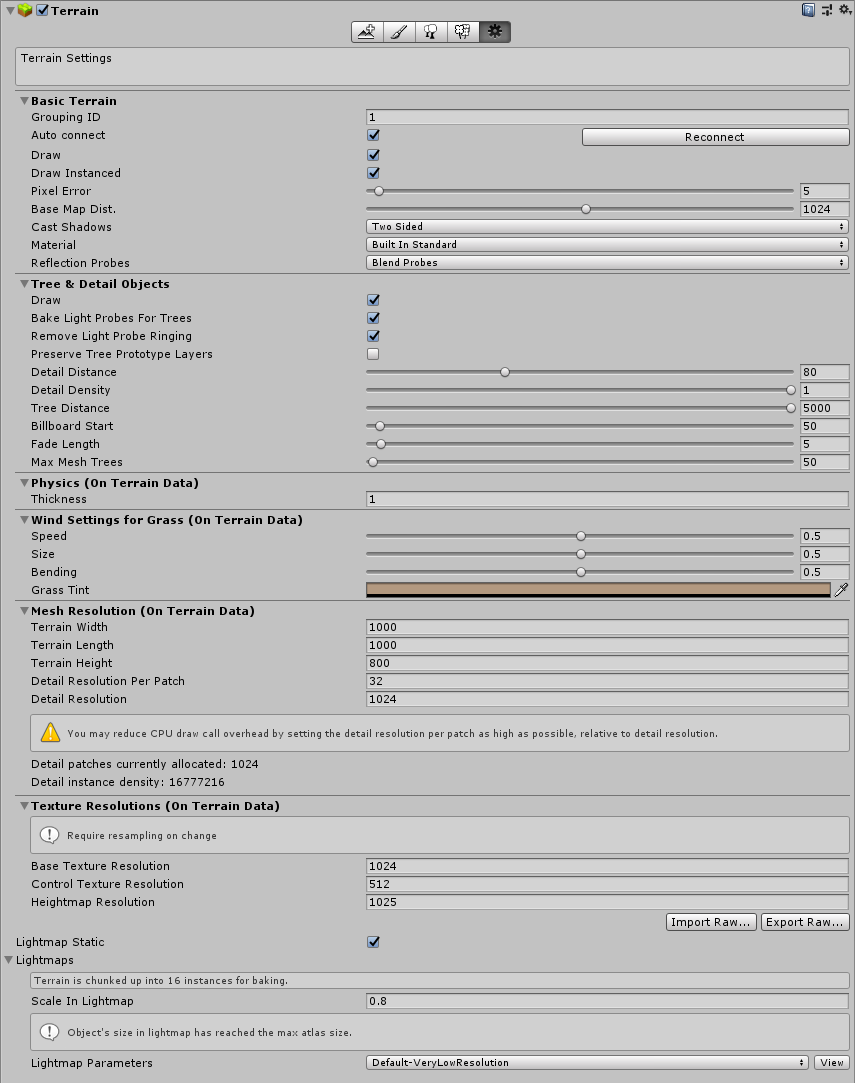 Terrain
Terrain Settings
Basic Terrain
Grouping ID 1
Auto connect Reconnect
Draw
Draw Instanced
Pixel Error 5
Base Map Dist. 1024
Cast Shadows Two Sided
Material Built In Standard
Reflection Probes Blend Probes
Tree & Detail Objects
Draw
Bake Light Probes For Trees
Remove Light Probe Ringing
Preserve Tree Prototype Layers
Detail Distance 80
Detail Density 1
Tree Distance 5000
Billboard Start 50
Fade Length 5
Max Mesh Trees 50
Physics (On Terrain Data)
Thickness 1
Wind Settings for Grass (On Terrain Data)
Speed 0.5
Size 0.5
Bending 0.5
Grass Tint
Mesh Resolution (On Terrain Data)
Terrain Width 1000
Terrain Length 1000
Terrain Height 800
Detail Resolution Per Patch 32
Detail Resolution 1024
You may reduce CPU draw call overhead by setting the detail resolution per patch as high as possible, relative to detail resolution.
Detail patches currently allocated: 1024
Detail instance density: 16777216
Texture Resolutions (On Terrain Data)
Require resampling on change
Base Texture Resolution 1024
Control Texture Resolution 512
Heightmap Resolution 1025
Import Raw... Export Raw...
Lightmap Static
Lightmaps
Terrain is chunked up into 16 instances for baking.
Scale In Lightmap 0.8
Object's size in lightmap has reached the max atlas size.
Lightmap Parameters Default-VeryLowResolution View